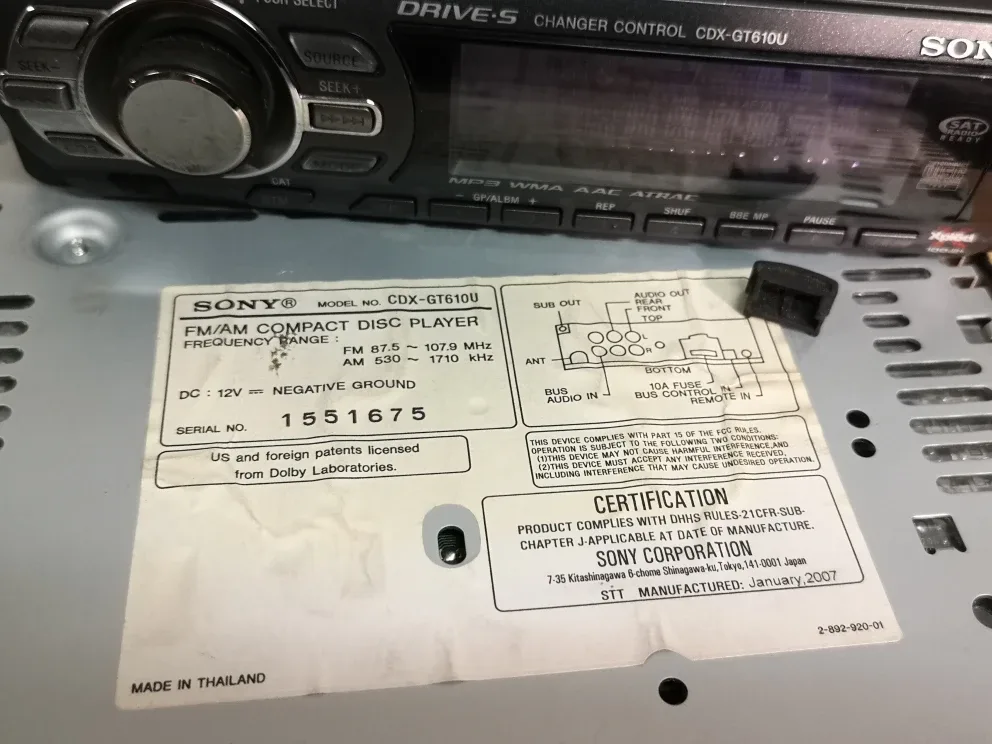 DRIVE-S CHANGER CONTROL CDX-GT610U
SELECT
SOURCE
SEEK-
SEEK+
SAT
RADIO
READY
MP3 WMA AAC ATRAC
CAT
- GP/ALBM +
REP
SHUF
BBE MP
PAUSE
Xplod
SONY® MODEL NO. CDX-GT610U
FM/AM COMPACT DISC PLAYER
FREQUENCY RANGE :
FM 87.5 ~ 107.9 MHz
AM 530 ~ 1710 kHz
DC : 12V ⎓ NEGATIVE GROUND
SERIAL NO. 1551675
SUB OUT
AUDIO OUT
REAR
FRONT
TOP
L
R
ANT
BOTTOM
BUS
AUDIO IN
10A FUSE
BUS CONTROL IN
REMOTE IN
US and foreign patents licensed
from Dolby Laboratories.
THIS DEVICE COMPLIES WITH PART 15 OF THE FCC RULES.
OPERATION IS SUBJECT TO THE FOLLOWING TWO CONDITIONS:
(1)THIS DEVICE MAY NOT CAUSE HARMFUL INTERFERENCE,AND
(2)THIS DEVICE MUST ACCEPT ANY INTERFERENCE RECEIVED,
INCLUDING INTERFERENCE THAT MAY CAUSE UNDESIRED OPERATION.
CERTIFICATION
PRODUCT COMPLIES WITH DHHS RULES-21CFR-SUB-
CHAPTER J-APPLICABLE AT DATE OF MANUFACTURE.
SONY CORPORATION
7-35 Kitashinagawa 6-chome Shinagawa-ku,Tokyo,141-0001 Japan
STT MANUFACTURED: January,2007
2-892-920-01
MADE IN THAILAND